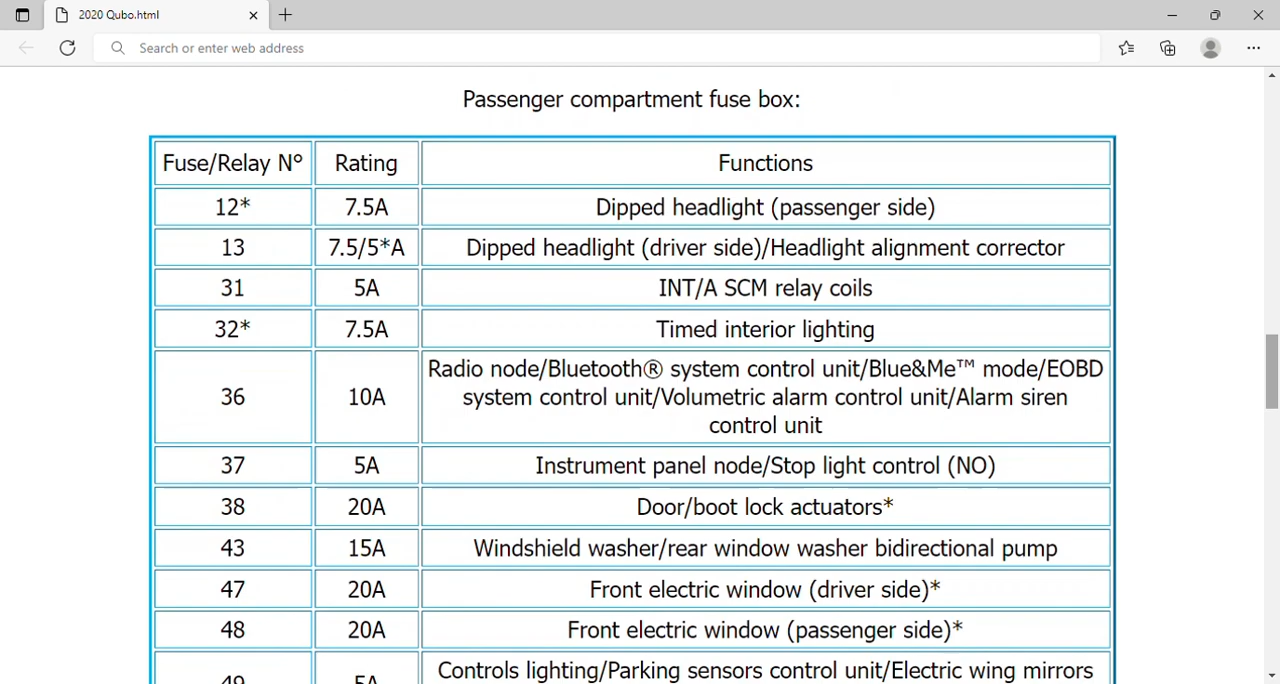 2020 Qubo.html
Search or enter web address
Passenger compartment fuse box:
Fuse/Relay N° Rating Functions
12* 7.5A Dipped headlight (passenger side)
13 7.5/5*A Dipped headlight (driver side)/Headlight alignment corrector
31 5A INT/A SCM relay coils
32* 7.5A Timed interior lighting
Radio node/Bluetooth® system control unit/Blue&Me™ mode/EOBD
36 10A system control unit/Volumetric alarm control unit/Alarm siren
control unit
37 5A Instrument panel node/Stop light control (NO)
38 20A Door/boot lock actuators*
43 15A Windshield washer/rear window washer bidirectional pump
47 20A Front electric window (driver side)*
48 20A Front electric window (passenger side)*
Controls lighting/Parking sensors control unit/Electric wing mirrors
49 5A